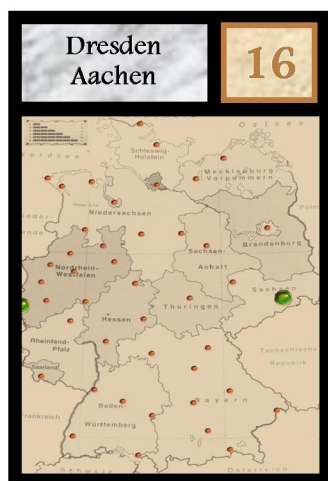 Dresden
Aachen
16
Ostsee
Nordsee
Schleswig-
Holstein
Mecklenburg
Vorpommern
Niedersachsen
Brandenburg
Sachsen-
Anhalt
Nordrhein-
Westfalen
Sachsen
Thüringen
Hessen
Rheinland-
Pfalz
Tschechische
Republik
Saarland
Bayern
Frankreich
Baden-
Württemberg
Schweiz
Österreich